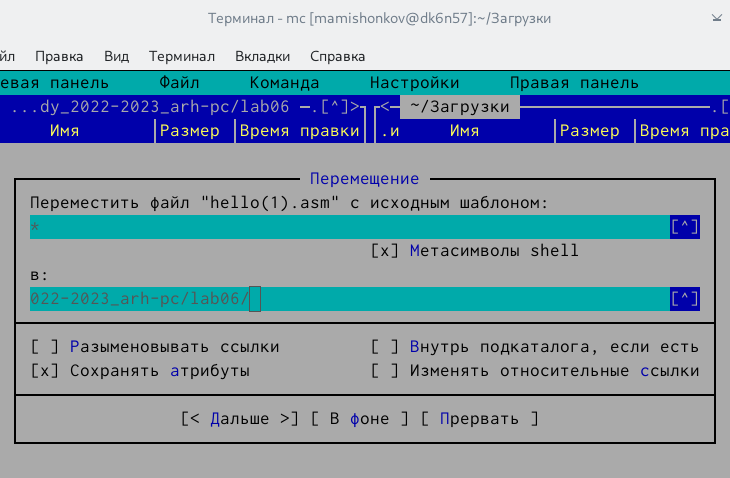 Терминал - mc [mamishonkov@dk6n57]:~/Загрузки
йл Правка Вид Терминал Вкладки Справка
евая панель Файл Команда Настройки Правая панель
...dy_2022-2023_arh-pc/lab06 .[^]> <- ~/Загрузки .[
Имя Размер Время правки .и Имя Размер Время пра
Перемещение
Переместить файл "hello(1).asm" с исходным шаблоном:
* [^]
[x] Метасимволы shell
в:
022-2023_arh-pc/lab06/ [^]
[ ] Разыменовывать ссылки [ ] Внутрь подкаталога, если есть
[x] Сохранять атрибуты [ ] Изменять относительные ссылки
[< Дальше >] [ В фоне ] [ Прервать ]